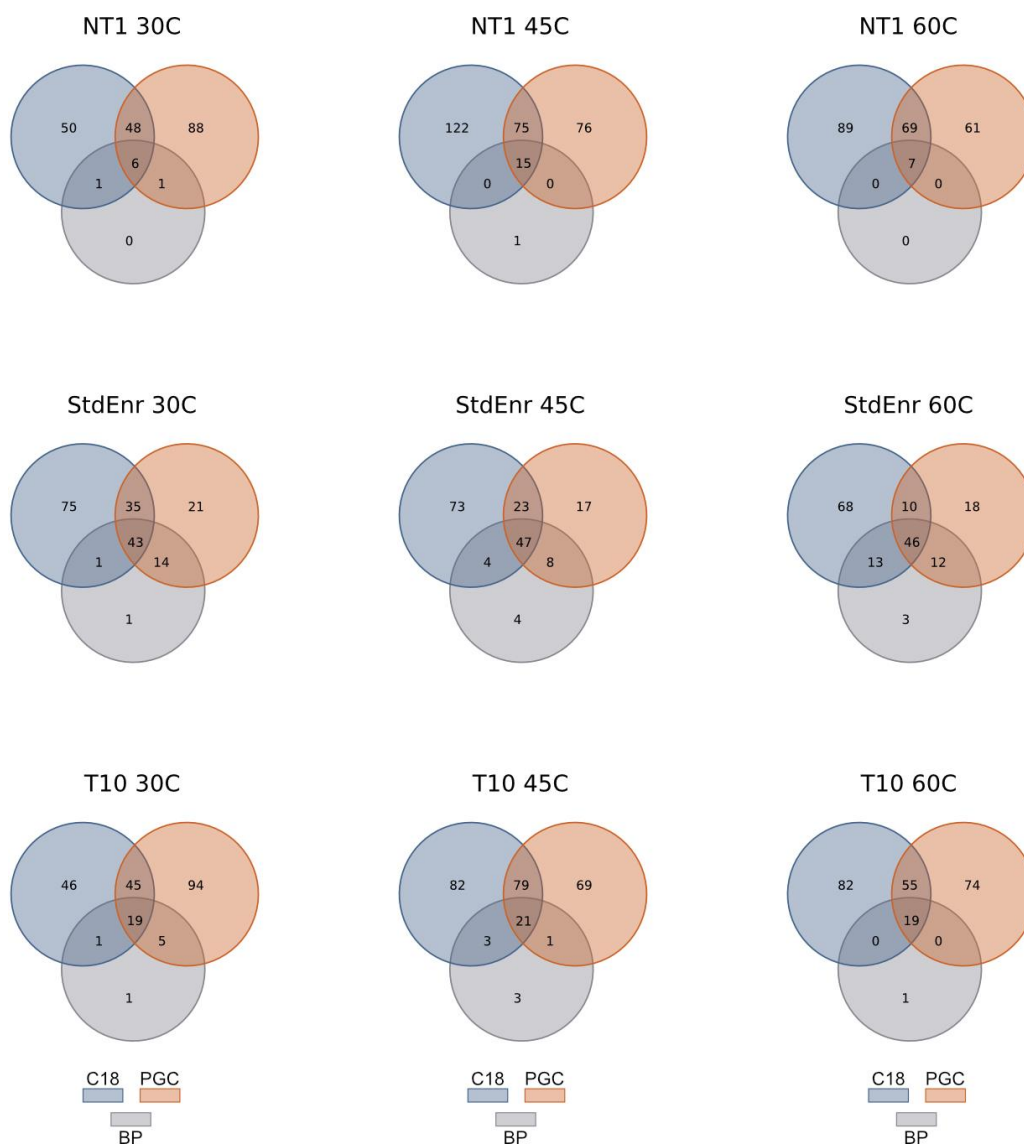 NT1 30C NT1 45C NT1 60C
50 48 88 122 75 76 89 69 61
6 15 7
1 1 0 0 0 0
0 1 0
StdEnr 30C StdEnr 45C StdEnr 60C
75 35 21 73 23 17 68 10 18
43 47 46
1 14 4 8 13 12
1 4 3
T10 30C T10 45C T10 60C
46 45 94 82 79 69 82 55 74
19 21 19
1 5 3 1 0 0
1 3 1
C18 PGC C18 PGC C18 PGC
BP BP BP